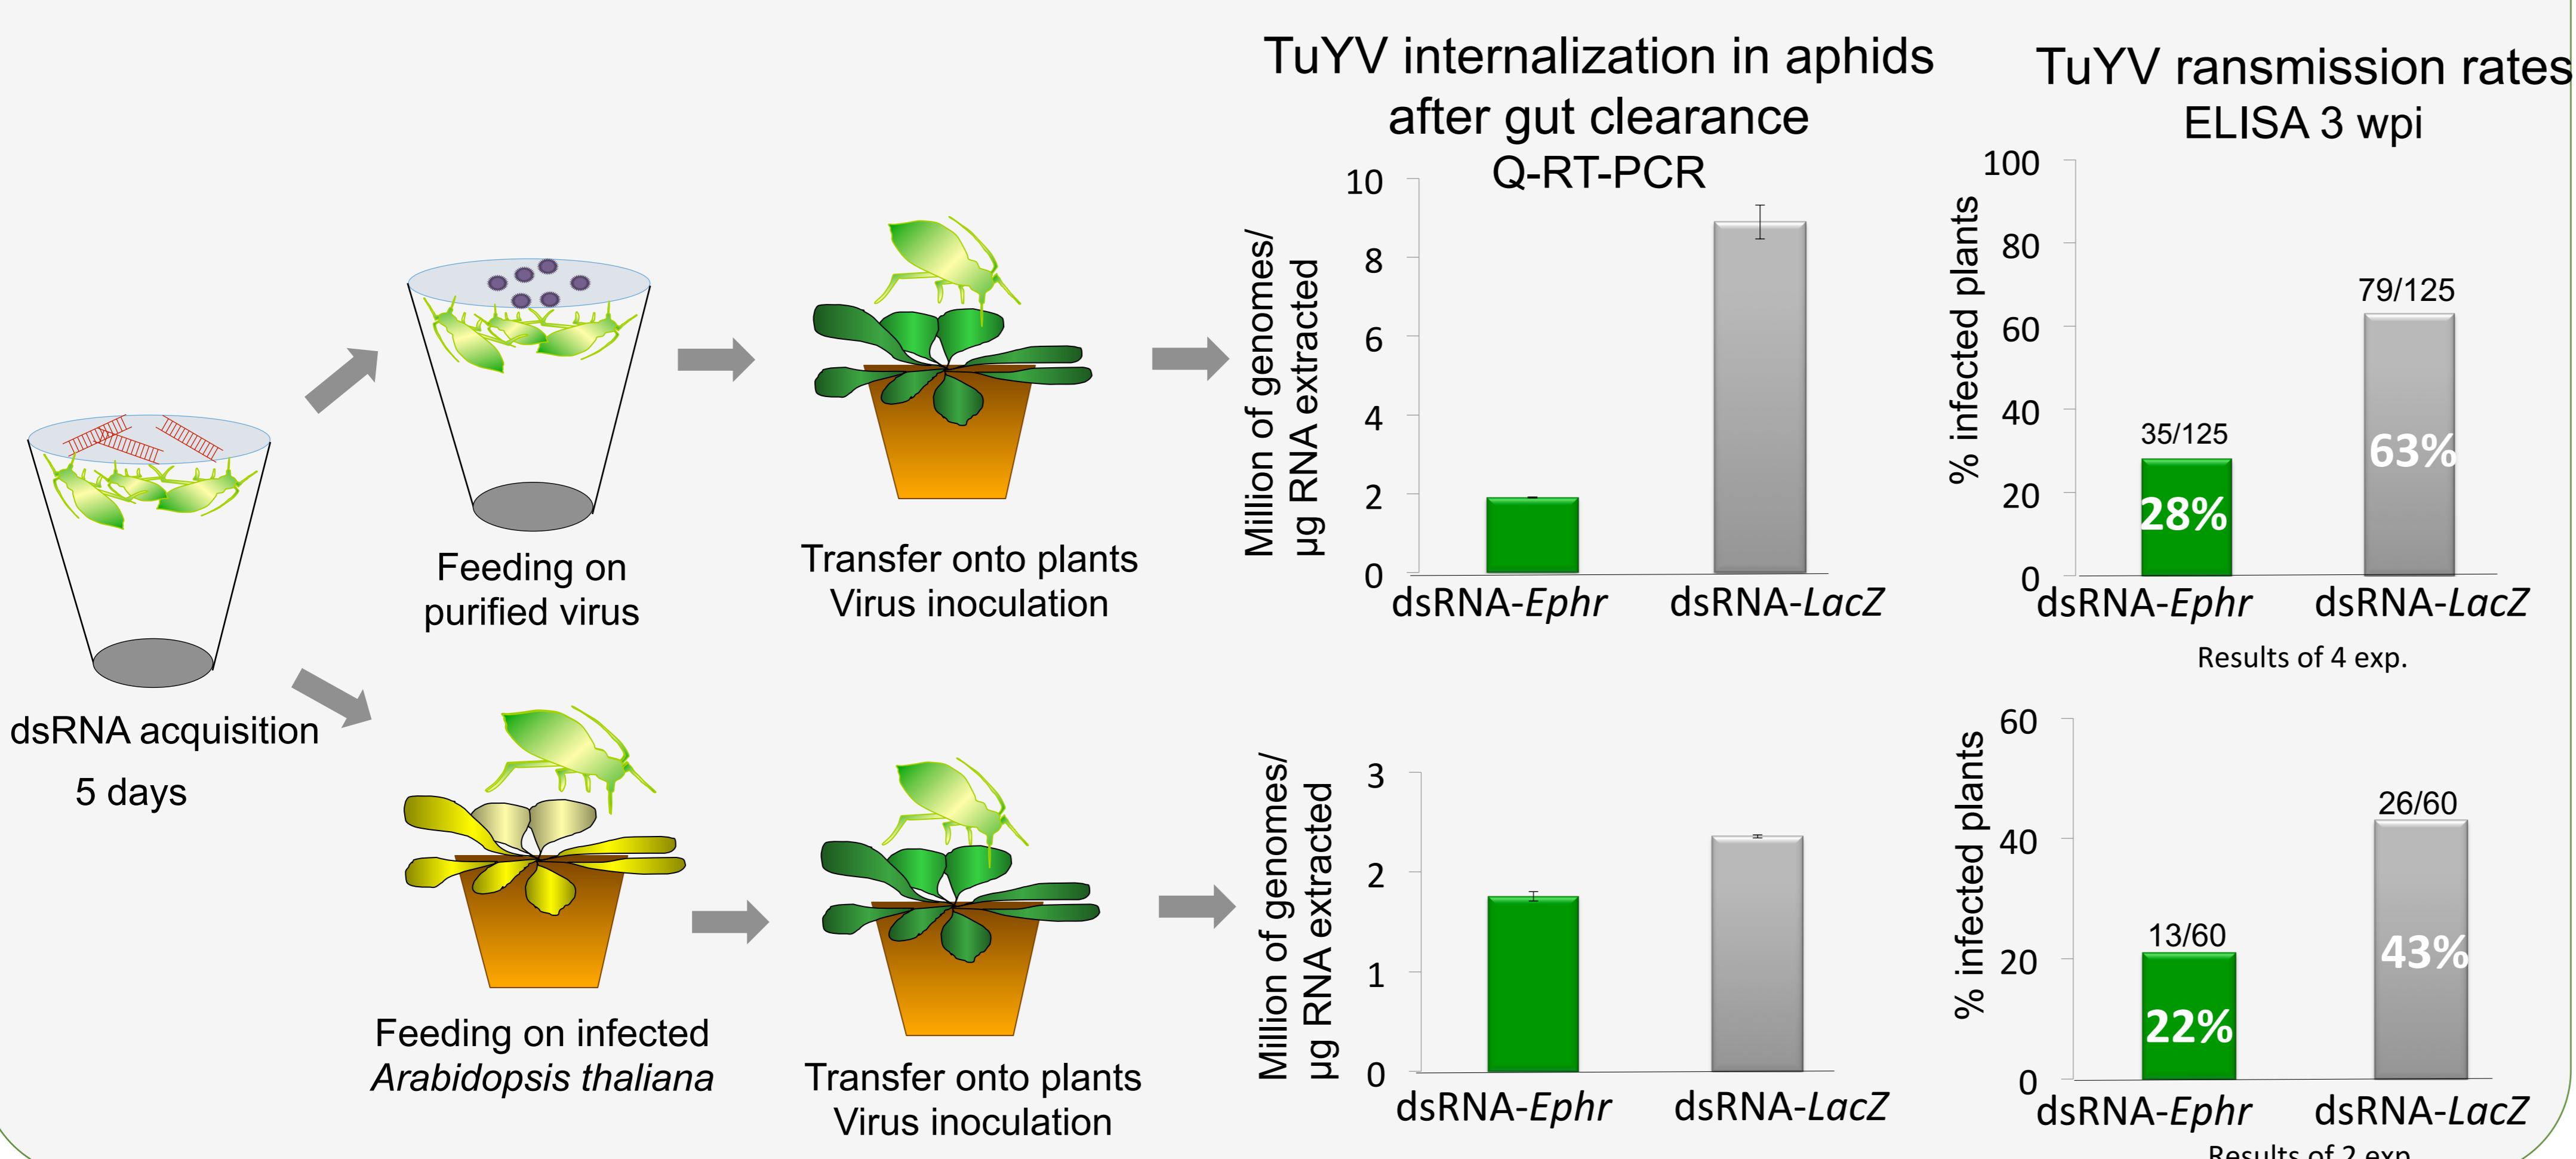 TuYV internalization in aphids
after gut clearance
Q-RT-PCR
TuYV ransmission rates
ELISA 3 wpi
dsRNA acquisition
5 days
Feeding on
purified virus
Transfer onto plants
Virus inoculation
Million of genomes/
µg RNA extracted
10
8
6
4
2
0
dsRNA-Ephr
dsRNA-LacZ
% infected plants
100
80
60
40
20
0
35/125
28%
79/125
63%
dsRNA-Ephr
dsRNA-LacZ
Results of 4 exp.
Feeding on infected
Arabidopsis thaliana
Transfer onto plants
Virus inoculation
Million of genomes/
µg RNA extracted
3
2
1
0
dsRNA-Ephr
dsRNA-LacZ
% infected plants
60
40
20
0
13/60
22%
26/60
43%
dsRNA-Ephr
dsRNA-LacZ
Results of 2 exp